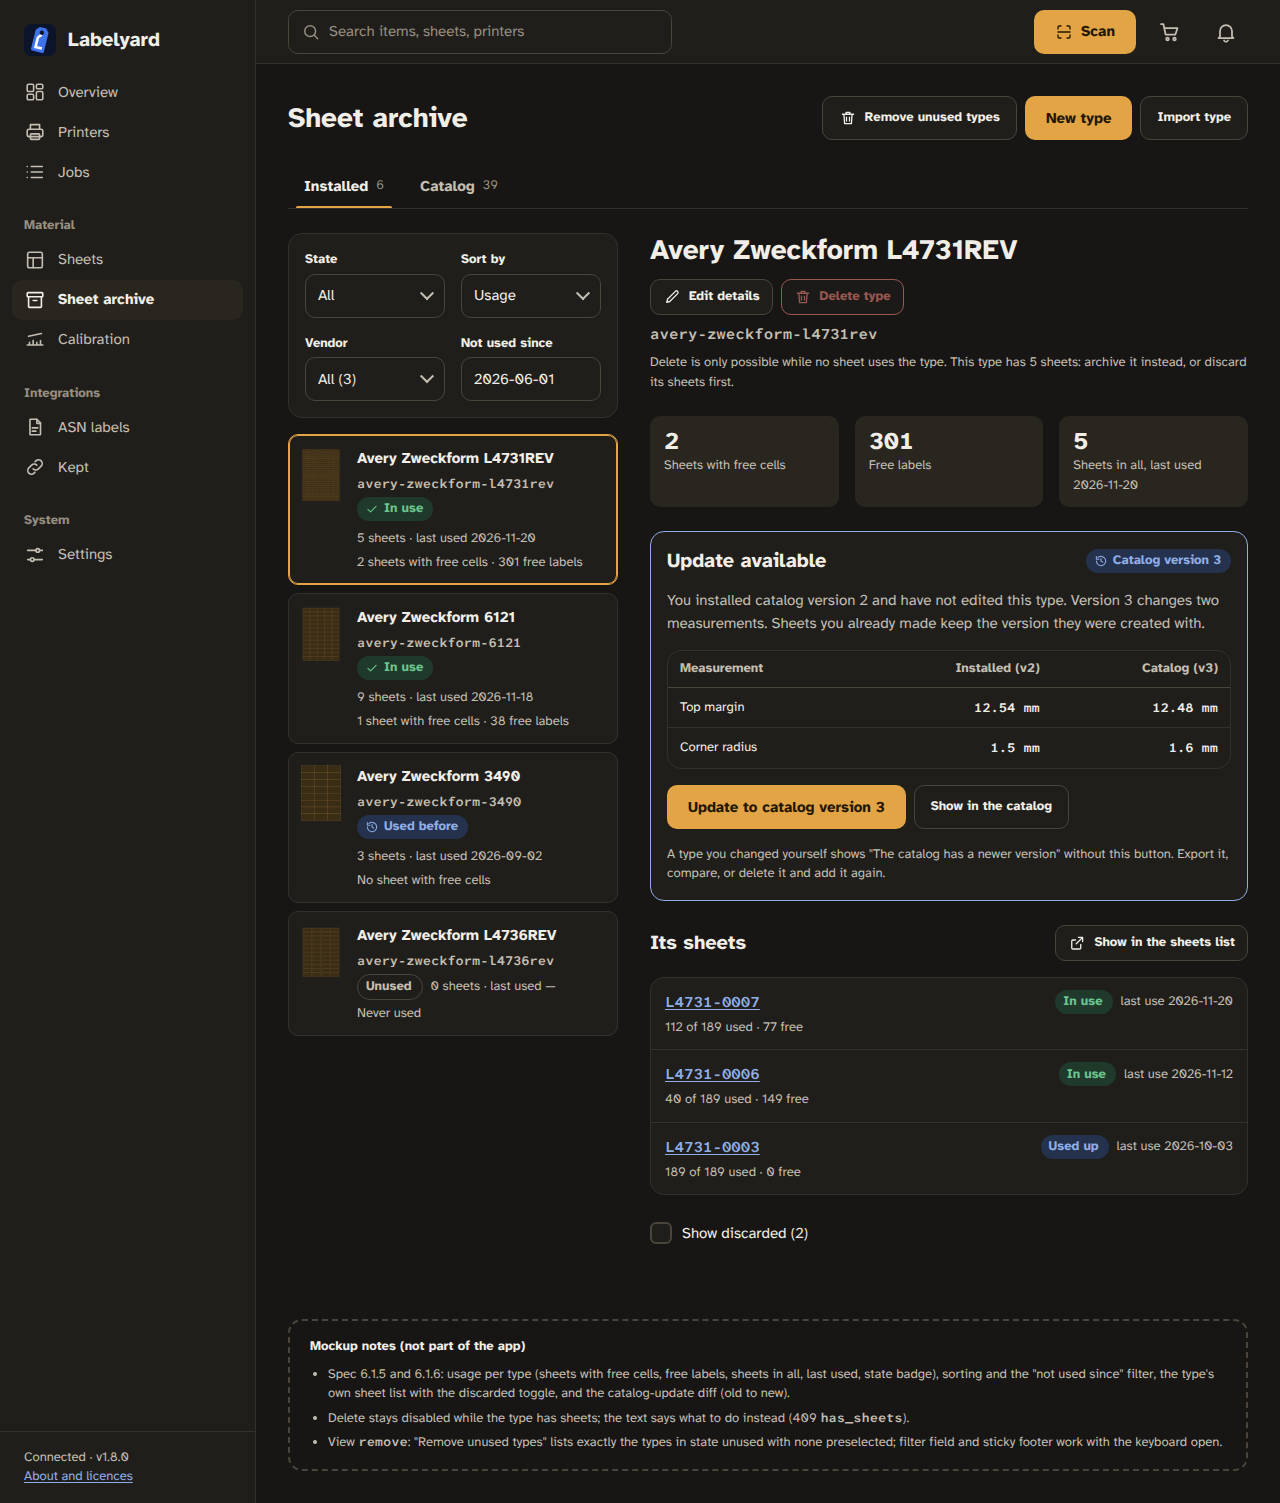 Labelyard
Search items, sheets, printers
Scan
Overview
Printers
Jobs
Material
Sheets
Sheet archive
Calibration
Integrations
ASN labels
Kept
System
Settings
Connected · v1.8.0
About and licences
Sheet archive
Remove unused types
New type
Import type
Installed 6
Catalog 39
State
Sort by
All
Usage
Vendor
Not used since
All (3)
2026-06-01
Avery Zweckform L4731REV
avery-zweckform-l4731rev
In use
5 sheets · last used 2026-11-20
2 sheets with free cells · 301 free labels
Avery Zweckform 6121
avery-zweckform-6121
In use
9 sheets · last used 2026-11-18
1 sheet with free cells · 38 free labels
Avery Zweckform 3490
avery-zweckform-3490
Used before
3 sheets · last used 2026-09-02
No sheet with free cells
Avery Zweckform L4736REV
avery-zweckform-l4736rev
Unused 0 sheets · last used —
Never used
Avery Zweckform L4731REV
Edit details
Delete type
avery-zweckform-l4731rev
Delete is only possible while no sheet uses the type. This type has 5 sheets: archive it instead, or discard
its sheets first.
2
Sheets with free cells
301
Free labels
5
Sheets in all, last used
2026-11-20
Update available
Catalog version 3
You installed catalog version 2 and have not edited this type. Version 3 changes two
measurements. Sheets you already made keep the version they were created with.
Measurement Installed (v2) Catalog (v3)
Top margin 12.54 mm 12.48 mm
Corner radius 1.5 mm 1.6 mm
Update to catalog version 3
Show in the catalog
A type you changed yourself shows "The catalog has a newer version" without this button. Export it,
compare, or delete it and add it again.
Its sheets
Show in the sheets list
L4731-0007
In use last use 2026-11-20
112 of 189 used · 77 free
L4731-0006
In use last use 2026-11-12
40 of 189 used · 149 free
L4731-0003
Used up last use 2026-10-03
189 of 189 used · 0 free
Show discarded (2)
Mockup notes (not part of the app)
• Spec 6.1.5 and 6.1.6: usage per type (sheets with free cells, free labels, sheets in all, last used, state badge), sorting and the "not used since" filter, the type's
own sheet list with the discarded toggle, and the catalog-update diff (old to new).
• Delete stays disabled while the type has sheets; the text says what to do instead (409 has_sheets).
• View remove: "Remove unused types" lists exactly the types in state unused with none preselected; filter field and sticky footer work with the keyboard open.